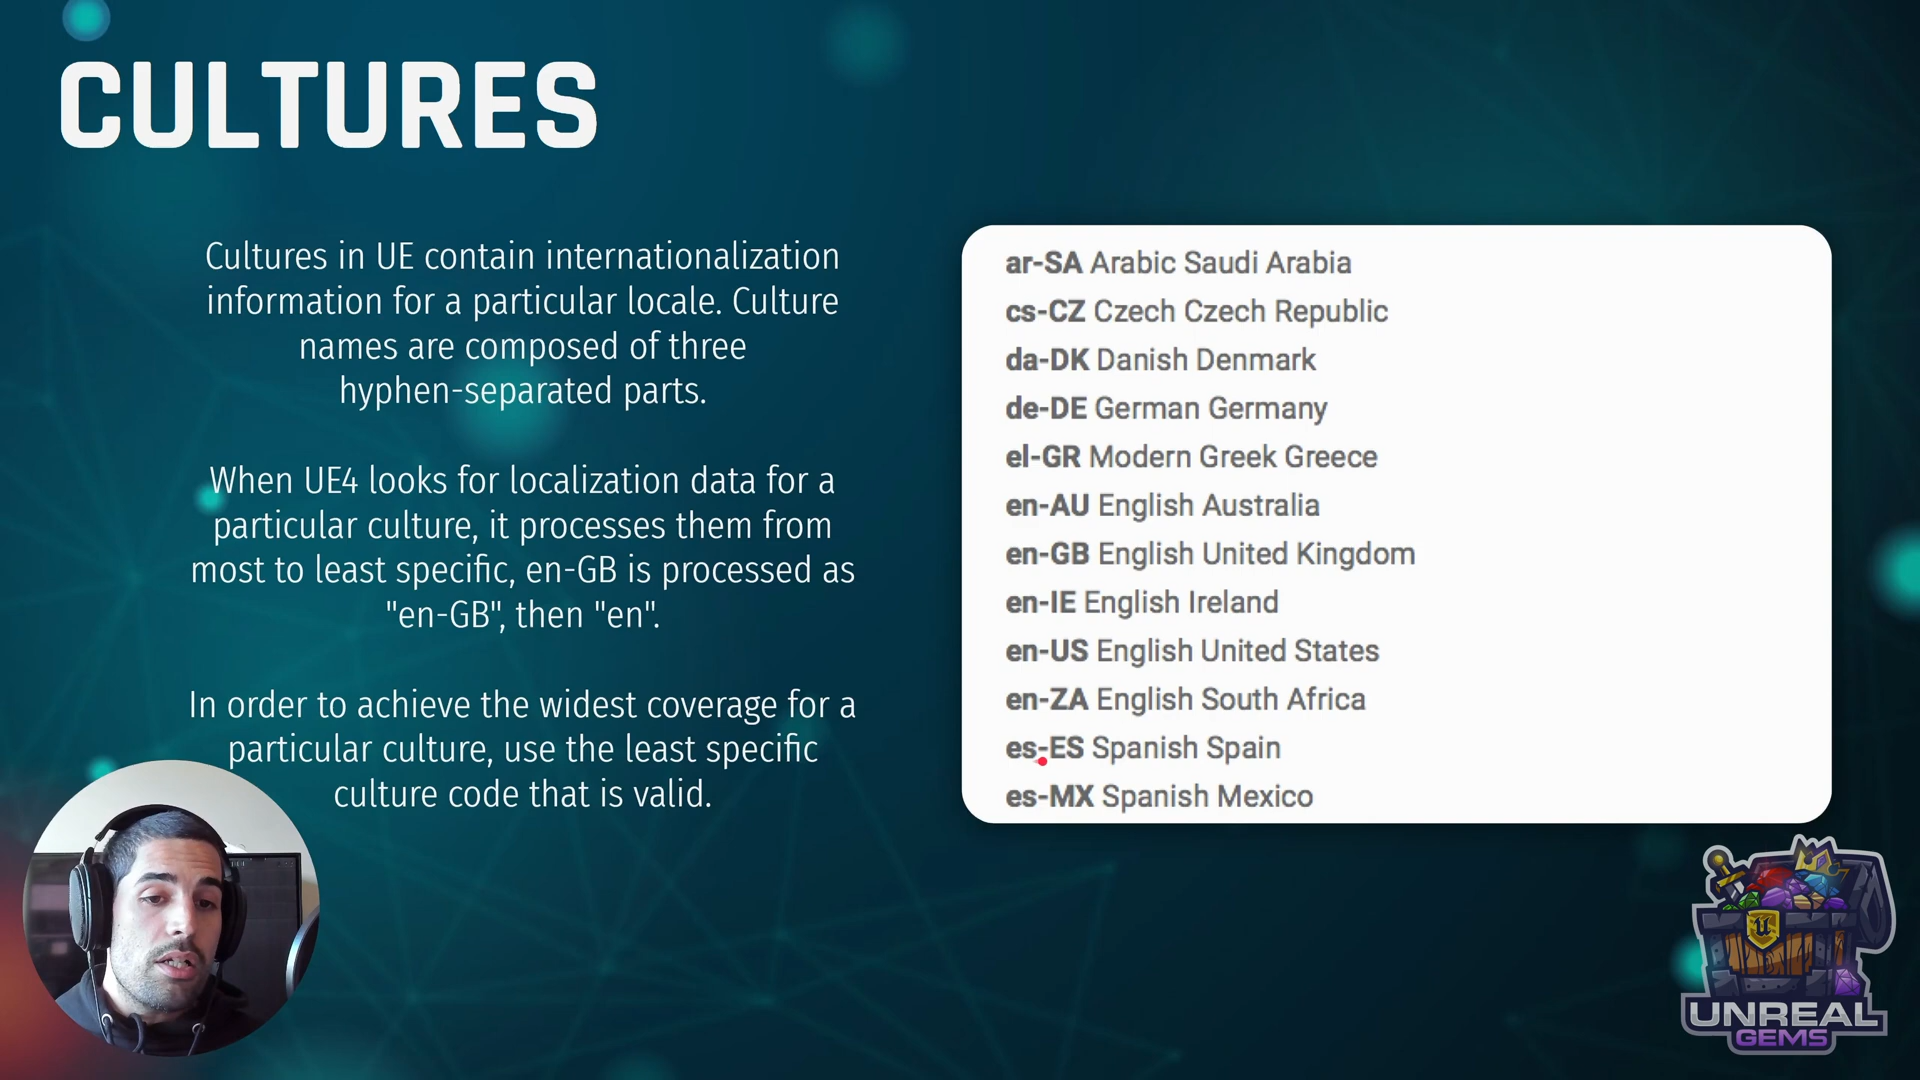 CULTURES
Cultures in UE contain internationalization
information for a particular locale. Culture
names are composed of three
hyphen-separated parts.
When UE4 looks for localization data for a
particular culture, it processes them from
most to least specific, en-GB is processed as
"en-GB", then "en".
In order to achieve the widest coverage for a
particular culture, use the least specific
culture code that is valid.
ar-SA Arabic Saudi Arabia
cs-CZ Czech Czech Republic
da-DK Danish Denmark
de-DE German Germany
el-GR Modern Greek Greece
en-AU English Australia
en-GB English United Kingdom
en-IE English Ireland
en-US English United States
en-ZA English South Africa
es-ES Spanish Spain
es-MX Spanish Mexico
UNREAL
GEMS